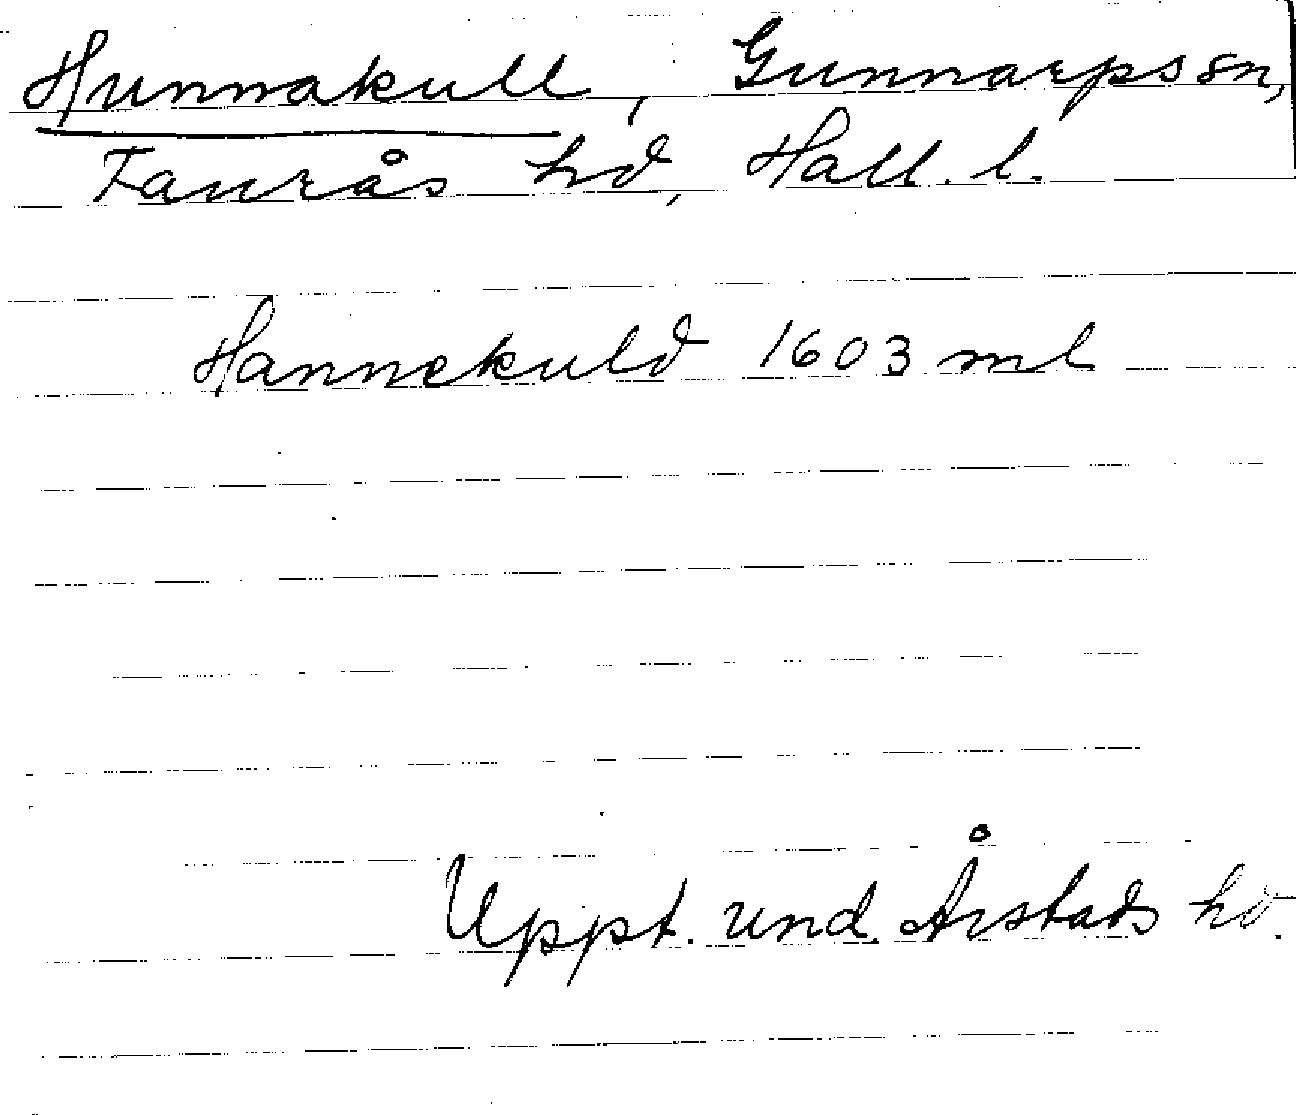 Hunnakull, Gunnarps sn,
Faurås hd, Hall. l.
Hannekuld 1603 ml
Uppt. und. Årstads hd.